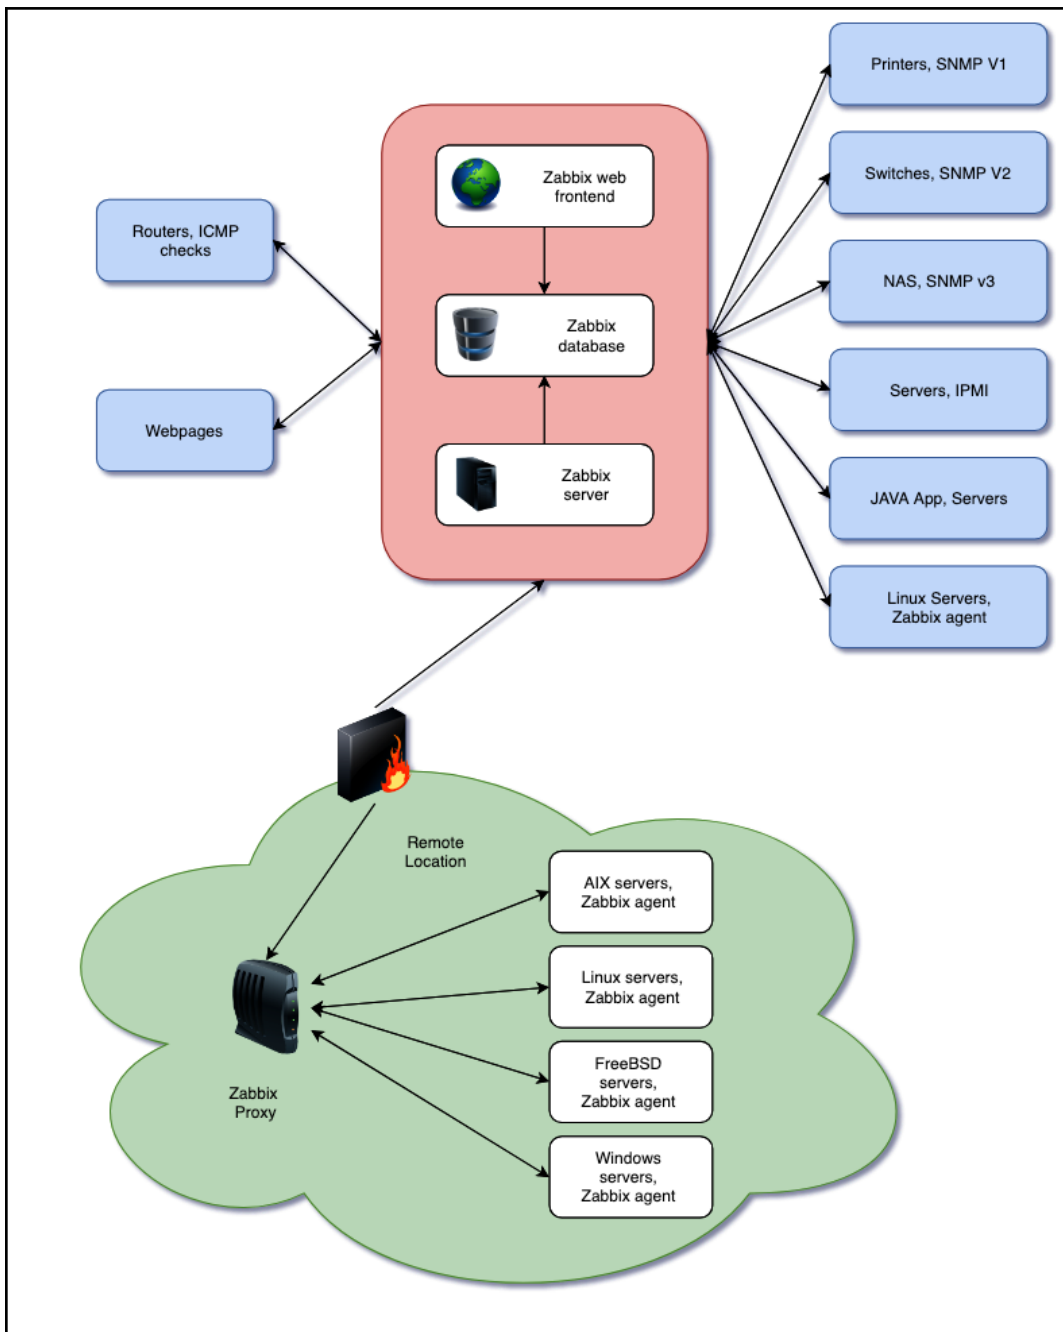 Printers, SNMP V1
Zabbix web
frontend
Switches, SNMP V2
Routers, ICMP
checks
NAS, SNMP v3
Zabbix
database
Servers, IPMI
Webpages
Zabbix
server
JAVA App, Servers
Linux Servers,
Zabbix agent
Remote
Location
AIX servers,
Zabbix agent
Linux servers,
Zabbix agent
FreeBSD
servers,
Zabbix agent
Zabbix
Proxy
Windows
servers,
Zabbix agent